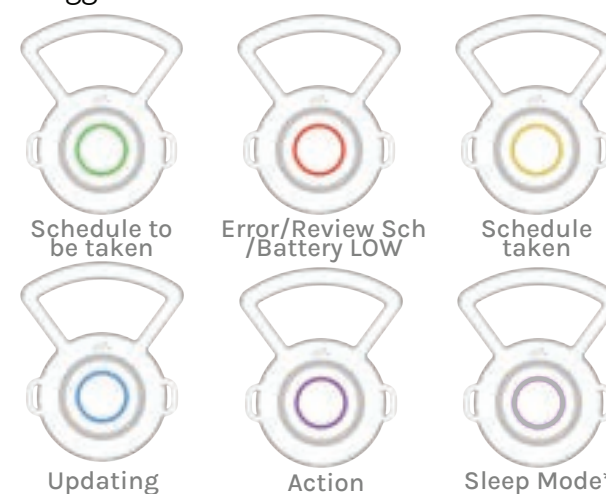 Schedule to
be taken
Error/Review Sch
/Battery LOW
Schedule
taken
Updating
Action
Sleep Mode*